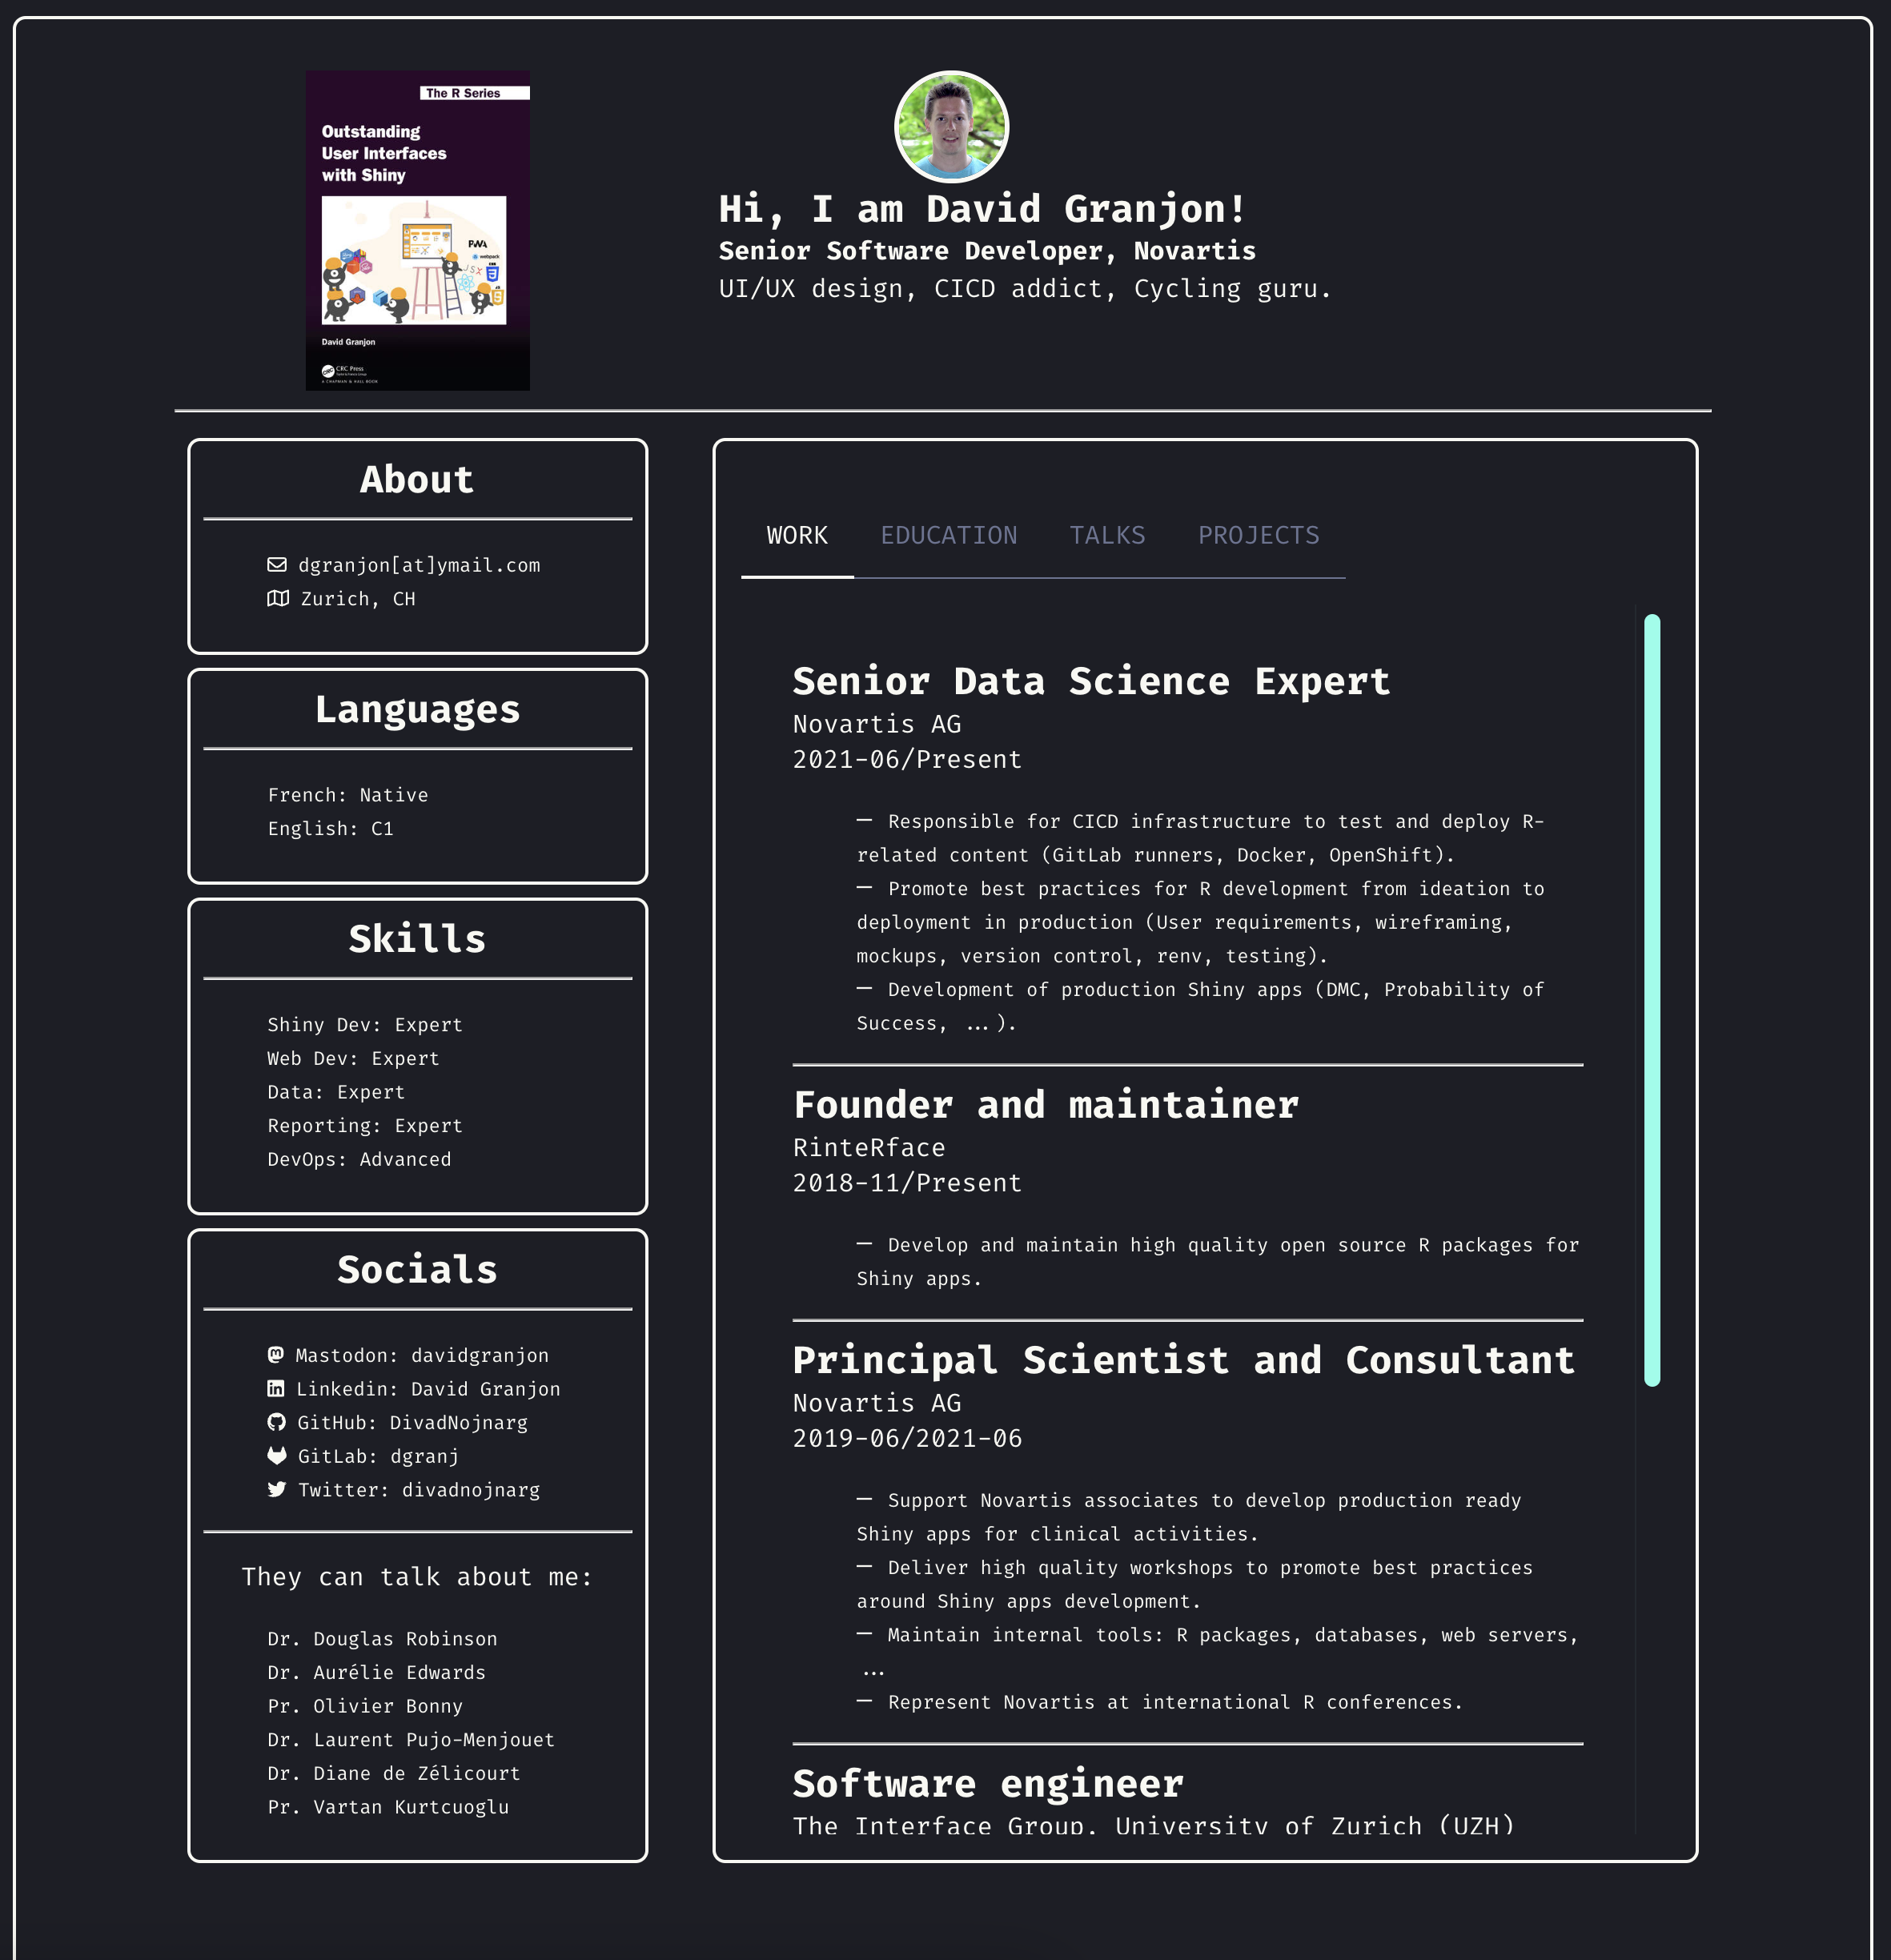 The R Series
Outstanding
User Interfaces
with Shiny
PWA
webpack
JSX
David Granjon
CRC Press
A CHAPMAN & HALL BOOK
Hi, I am David Granjon!
Senior Software Developer, Novartis
UI/UX design, CICD addict, Cycling guru.
About
dgranjon[at]ymail.com
Zurich, CH
Languages
French: Native
English: C1
Skills
Shiny Dev: Expert
Web Dev: Expert
Data: Expert
Reporting: Expert
DevOps: Advanced
Socials
Mastodon: davidgranjon
Linkedin: David Granjon
GitHub: DivadNojnarg
GitLab: dgranj
Twitter: divadnojnarg
They can talk about me:
Dr. Douglas Robinson
Dr. Aurélie Edwards
Pr. Olivier Bonny
Dr. Laurent Pujo-Menjouet
Dr. Diane de Zélicourt
Pr. Vartan Kurtcuoglu
WORK EDUCATION TALKS PROJECTS
Senior Data Science Expert
Novartis AG
2021-06/Present
— Responsible for CICD infrastructure to test and deploy R-
related content (GitLab runners, Docker, OpenShift).
— Promote best practices for R development from ideation to
deployment in production (User requirements, wireframing,
mockups, version control, renv, testing).
— Development of production Shiny apps (DMC, Probability of
Success, ...).
Founder and maintainer
RinteRface
2018-11/Present
— Develop and maintain high quality open source R packages for
Shiny apps.
Principal Scientist and Consultant
Novartis AG
2019-06/2021-06
— Support Novartis associates to develop production ready
Shiny apps for clinical activities.
— Deliver high quality workshops to promote best practices
around Shiny apps development.
— Maintain internal tools: R packages, databases, web servers,
...
— Represent Novartis at international R conferences.
Software engineer
The Interface Group, University of Zurich (UZH)